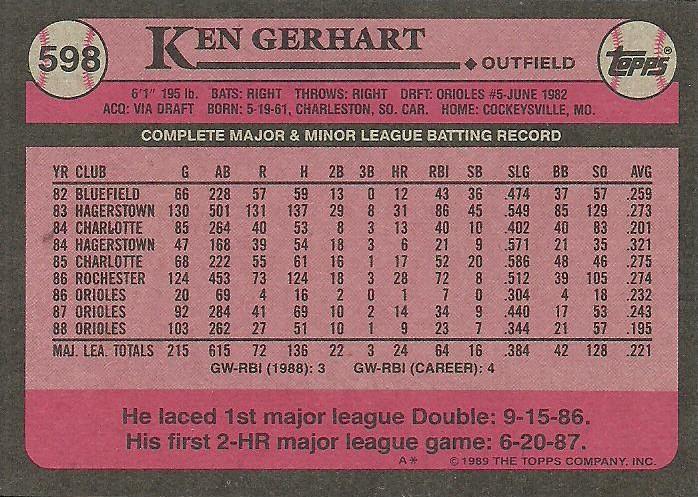 598 KEN GERHART ◆ OUTFIELD topps®
6'1" 195 lb. BATS: RIGHT THROWS: RIGHT DRFT: ORIOLES #5-JUNE 1982
ACQ: VIA DRAFT BORN: 5-19-61, CHARLESTON, SO. CAR. HOME: COCKEYSVILLE, MO.
COMPLETE MAJOR & MINOR LEAGUE BATTING RECORD
YR CLUB G AB R H 2B 3B HR RBI SB SLG BB SO AVG
82 BLUEFIELD 66 228 57 59 13 0 12 43 36 .474 37 57 .259
83 HAGERSTOWN 130 501 131 137 29 8 31 86 45 .549 85 129 .273
84 CHARLOTTE 85 264 40 53 8 3 13 40 10 .402 40 83 .201
84 HAGERSTOWN 47 168 39 54 18 3 6 21 9 .571 21 35 .321
85 CHARLOTTE 68 222 55 61 16 1 17 52 20 .586 48 46 .275
86 ROCHESTER 124 453 73 124 18 3 28 72 8 .512 39 105 .274
86 ORIOLES 20 69 4 16 2 0 1 7 0 .304 4 18 .232
87 ORIOLES 92 284 41 69 10 2 14 34 9 .440 17 53 .243
88 ORIOLES 103 262 27 51 10 1 9 23 7 .344 21 57 .195
MAJ. LEA. TOTALS 215 615 72 136 22 3 24 64 16 .384 42 128 .221
GW-RBI (1988): 3 GW-RBI (CAREER): 4
He laced 1st major league Double: 9-15-86.
His first 2-HR major league game: 6-20-87.
A* © 1989 THE TOPPS COMPANY, INC.